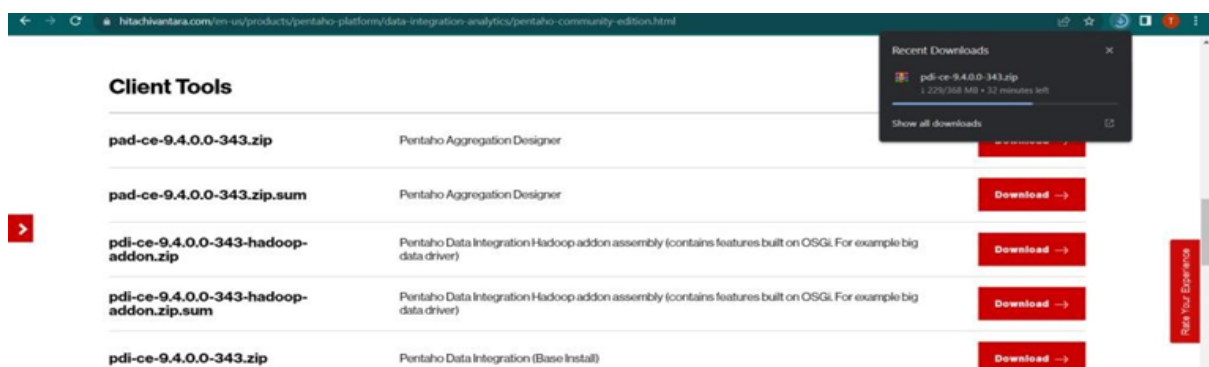 hitachivantara.com/en-us/products/pentaho-platform/data-integration-analytics/pentaho-community-edition.html
T
Recent Downloads
pdi-ce-9.4.0.0-343.zip
↓ 229/368 MB • 32 minutes left
Show all downloads
Client Tools
pad-ce-9.4.0.0-343.zip
Pentaho Aggregation Designer
pad-ce-9.4.0.0-343.zip.sum
Pentaho Aggregation Designer
Download →
pdi-ce-9.4.0.0-343-hadoop-
addon.zip
Pentaho Data Integration Hadoop addon assembly (contains features built on OSGi. For example big
data driver)
Download →
pdi-ce-9.4.0.0-343-hadoop-
addon.zip.sum
Pentaho Data Integration Hadoop addon assembly (contains features built on OSGi. For example big
data driver)
Download →
pdi-ce-9.4.0.0-343.zip
Pentaho Data Integration (Base Install)
Download →
Rate Your Experience